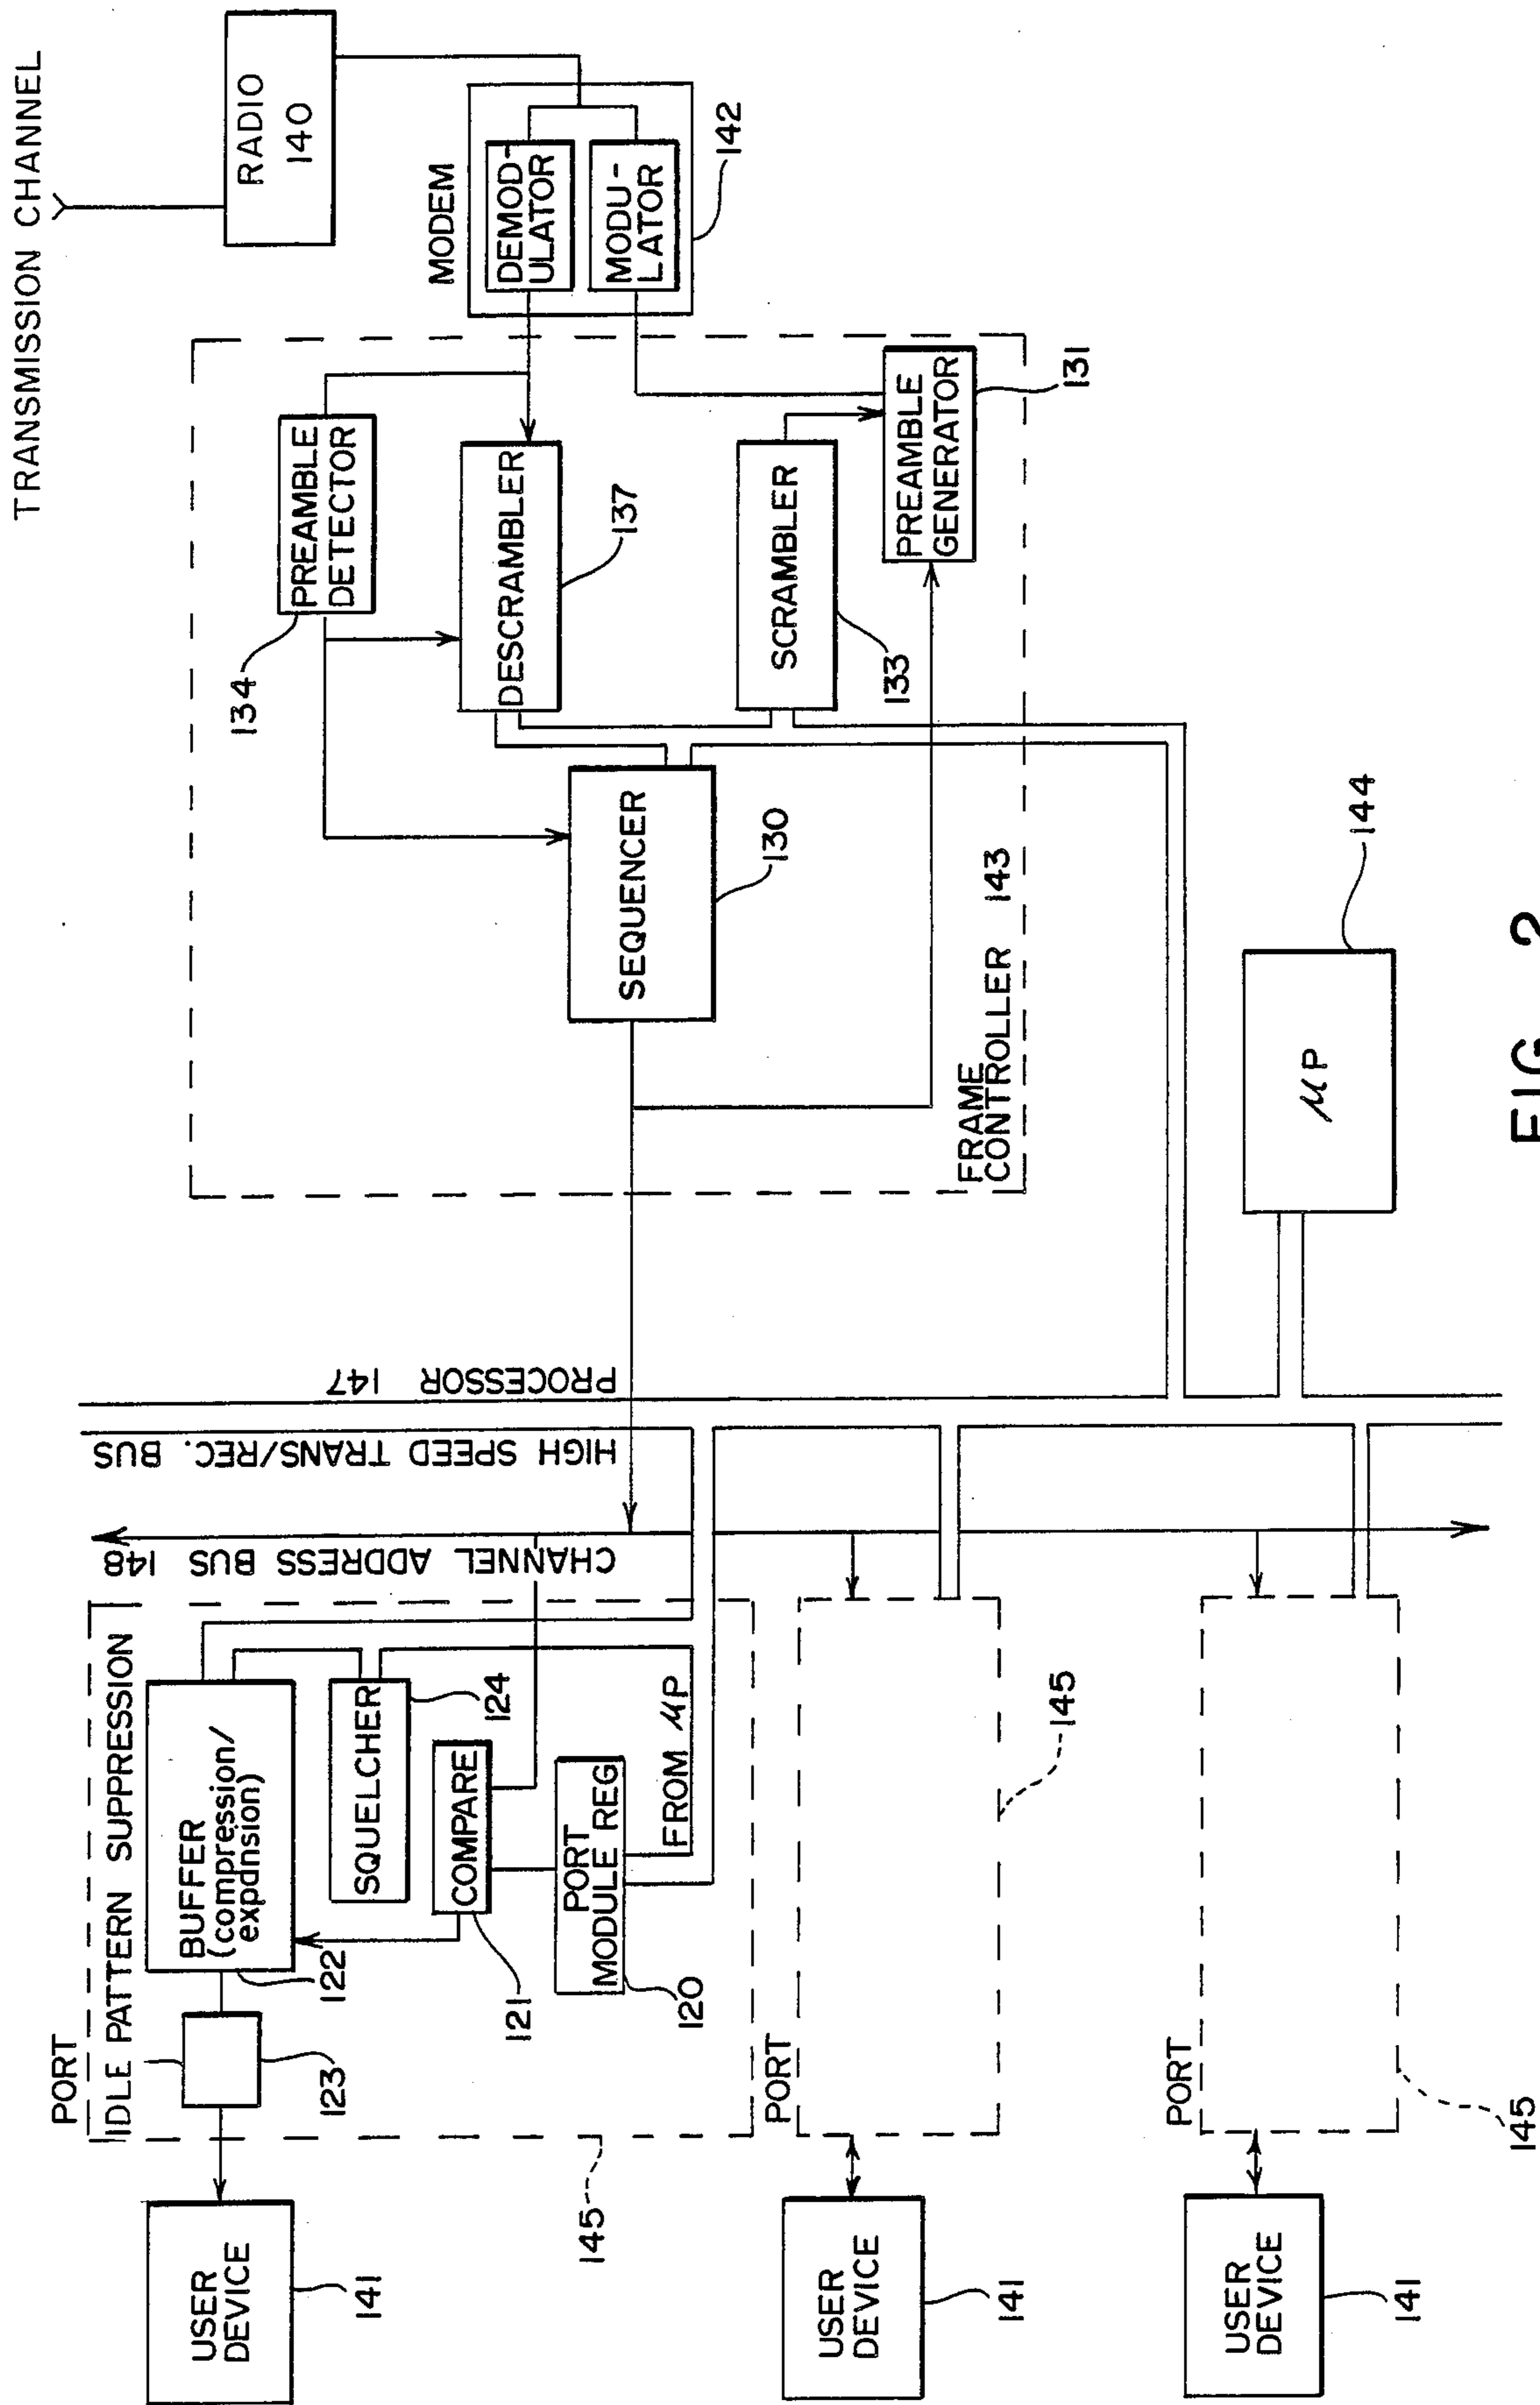 TRANSMISSION CHANNEL
RADIO
140
MODEM
DEMOD-
ULATOR
MODU-
LATOR
142
PREAMBLE
DETECTOR
134
DESCRAMBLER
137
SCRAMBLER
133
PREAMBLE
GENERATOR
131
SEQUENCER
130
FRAME
CONTROLLER 143
μP
144
PROCESSOR 147
HIGH SPEED TRANS/REC. BUS
CHANNEL ADDRESS BUS 148
PORT
IDLE PATTERN SUPPRESSION
BUFFER
(compression/
expansion)
122
123
SQUELCHER
124
COMPARE
121
PORT
MODULE REG
120
FROM μP
145
USER
DEVICE
141
PORT
145
USER
DEVICE
141
PORT
145
USER
DEVICE
141
FIG. 2